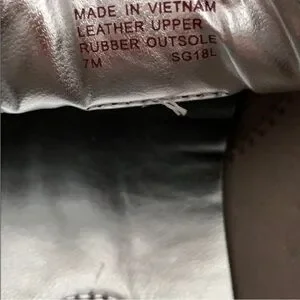 MADE IN VIETNAM
LEATHER UPPER
RUBBER OUTSOLE
7M SG18L